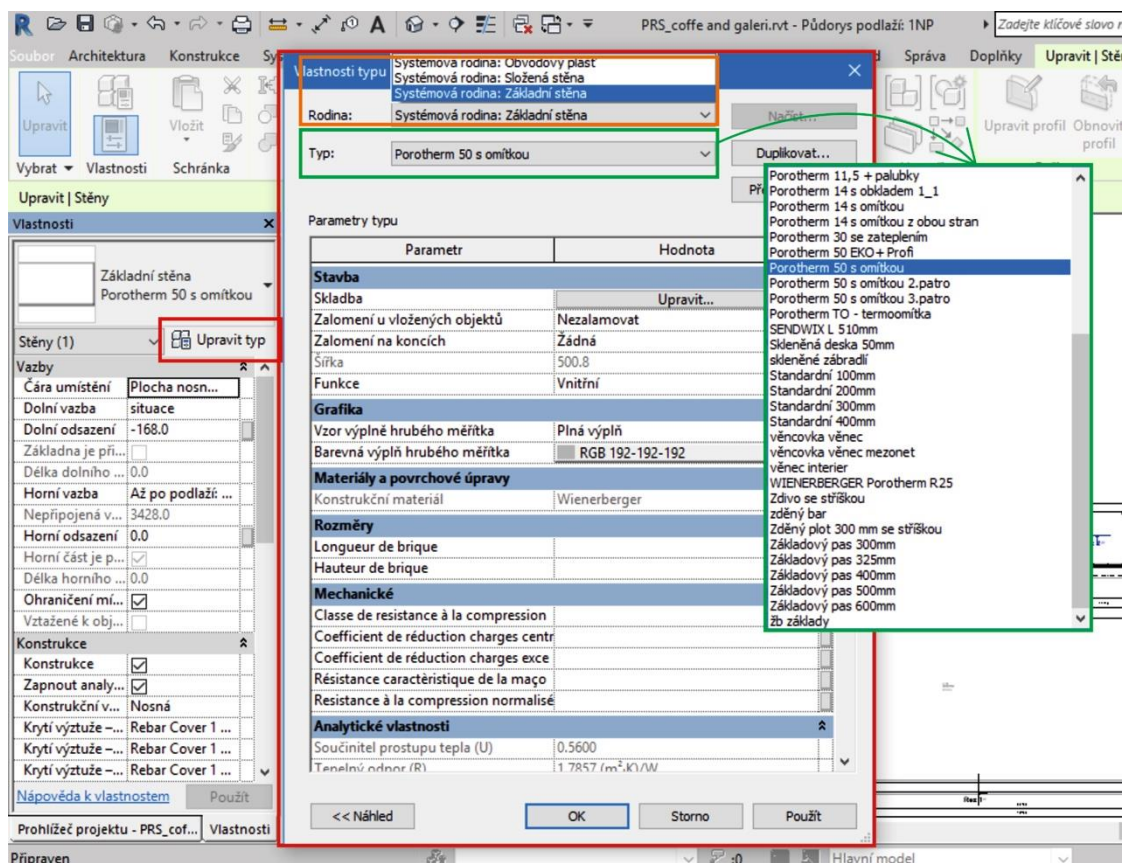 PRS_coffe and galeri.rvt - Půdorys podlaží: 1NP
Zadejte klíčové slovo
Soubor Architektura Konstrukce
Správa Doplňky Upravit | Stě
Upravit
Vložit
Vybrat Vlastnosti Schránka
Upravit profil Obnovit
profil
Upravit | Stěny
Vlastnosti
Základní stěna
Porotherm 50 s omítkou
Stěny (1) Upravit typ
Vazby
Čára umístění Plocha nosn...
Dolní vazba situace
Dolní odsazení -168.0
Základna je při...
Délka dolního ... 0.0
Horní vazba Až po podlaží: ...
Nepřipojená v... 3428.0
Horní odsazení 0.0
Horní část je p...
Délka horního ... 0.0
Ohraničení mí...
Vztažené k obj...
Konstrukce
Konstrukce
Zapnout analy...
Konstrukční v... Nosná
Krytí výztuže –... Rebar Cover 1 ...
Krytí výztuže –... Rebar Cover 1 ...
Krytí výztuže –... Rebar Cover 1 ...
Nápověda k vlastnostem Použít
Prohlížeč projektu - PRS_cof... Vlastnosti
Připraven
Vlastnosti typu
Systémová rodina: Obvodový plášť
Systémová rodina: Složená stěna
Systémová rodina: Základní stěna
Rodina: Systémová rodina: Základní stěna Načíst...
Typ: Porotherm 50 s omítkou Duplikovat...
Parametry typu
Parametr Hodnota
Stavba
Skladba Upravit...
Zalomení u vložených objektů Nezalamovat
Zalomení na koncích Žádná
Šířka 500.8
Funkce Vnitřní
Grafika
Vzor výplně hrubého měřítka Plná výplň
Barevná výplň hrubého měřítka RGB 192-192-192
Materiály a povrchové úpravy
Konstrukční materiál Wienerberger
Rozměry
Longueur de brique
Hauteur de brique
Mechanické
Classe de resistance à la compression
Coefficient de réduction charges centr
Coefficient de réduction charges exce
Résistance caractèristique de la maço
Resistance à la compression normalisé
Analytické vlastnosti
Součinitel prostupu tepla (U) 0.5600
Tepelný odpor (R) 1.7857 (m²·K)/W
<< Náhled OK Storno Použít
Porotherm 11,5 + palubky
Porotherm 14 s obkladem 1_1
Porotherm 14 s omítkou
Porotherm 14 s omítkou z obou stran
Porotherm 30 se zateplením
Porotherm 50 EKO+ Profi
Porotherm 50 s omítkou
Porotherm 50 s omítkou 2.patro
Porotherm 50 s omítkou 3.patro
Porotherm TO - termoomítka
SENDWIX L 510mm
Skleněná deska 50mm
skleněné zábradlí
Standardní 100mm
Standardní 200mm
Standardní 300mm
Standardní 400mm
věncovka věnec
věncovka věnec mezonet
věnec interier
WIENERBERGER Porotherm R25
Zdivo se stříškou
zděný bar
Zděný plot 300 mm se stříškou
Základový pas 300mm
Základový pas 325mm
Základový pas 400mm
Základový pas 500mm
Základový pas 600mm
žb základy
:0 Hlavní model